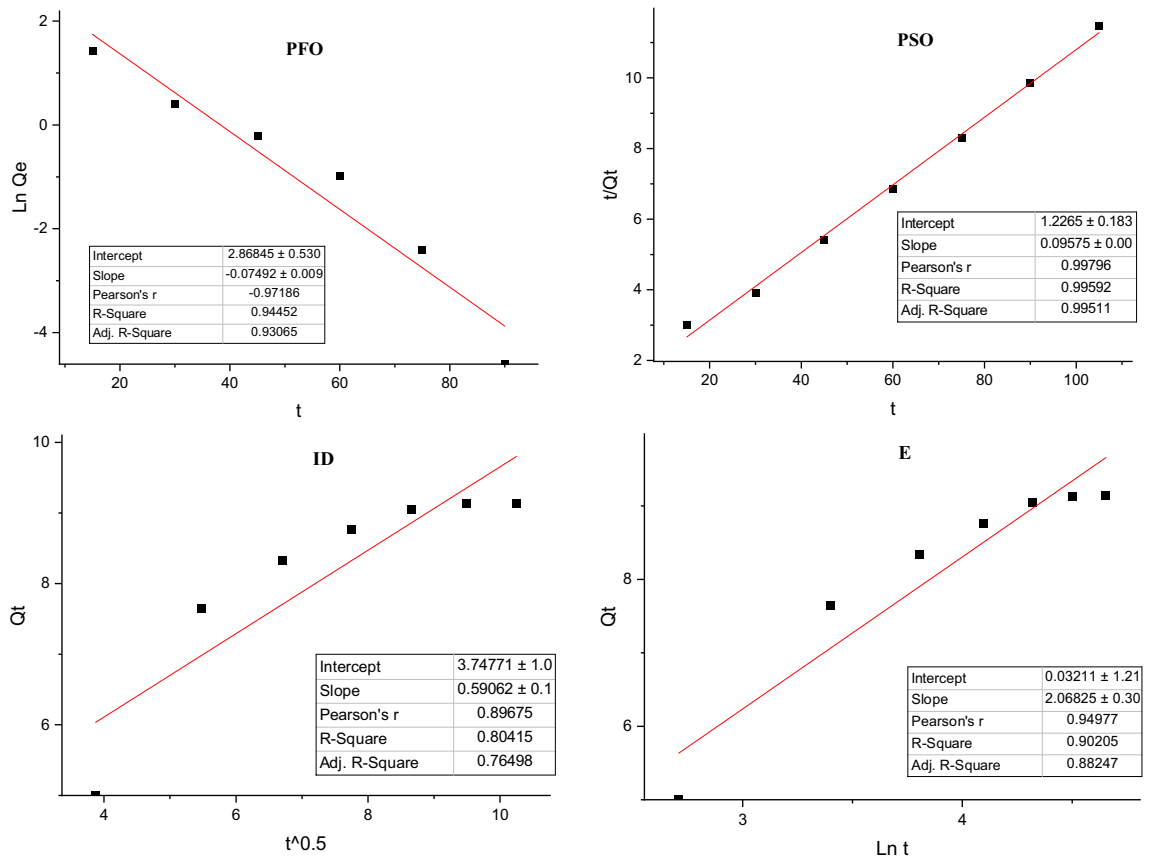 PFO
2
0
-2
-4
Ln Qe
20
40
60
80
t
Intercept 2.86845 ± 0.530
Slope -0.07492 ± 0.009
Pearson's r -0.97186
R-Square 0.94452
Adj. R-Square 0.93065
PSO
10
8
6
4
2
t/Qt
20
40
60
80
100
t
Intercept 1.2265 ± 0.183
Slope 0.09575 ± 0.00
Pearson's r 0.99796
R-Square 0.99592
Adj. R-Square 0.99511
ID
10
8
6
Qt
4
6
8
10
t^0.5
Intercept 3.74771 ± 1.0
Slope 0.59062 ± 0.1
Pearson's r 0.89675
R-Square 0.80415
Adj. R-Square 0.76498
E
8
6
Qt
3
4
Ln t
Intercept 0.03211 ± 1.21
Slope 2.06825 ± 0.30
Pearson's r 0.94977
R-Square 0.90205
Adj. R-Square 0.88247